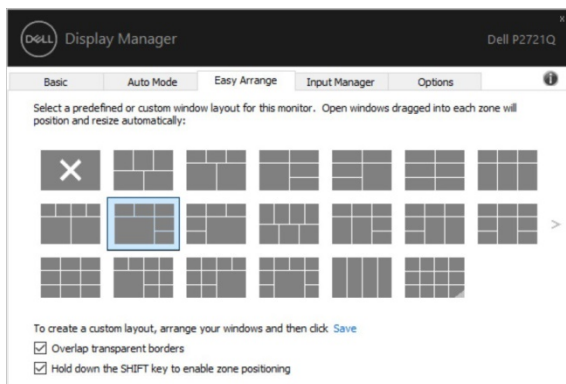 x
DELL Display Manager
Dell P2721Q
Basic Auto Mode Easy Arrange Input Manager Options i
Select a predefined or custom window layout for this monitor. Open windows dragged into each zone will
position and resize automatically:
>
To create a custom layout, arrange your windows and then click Save
Overlap transparent borders
Hold down the SHIFT key to enable zone positioning